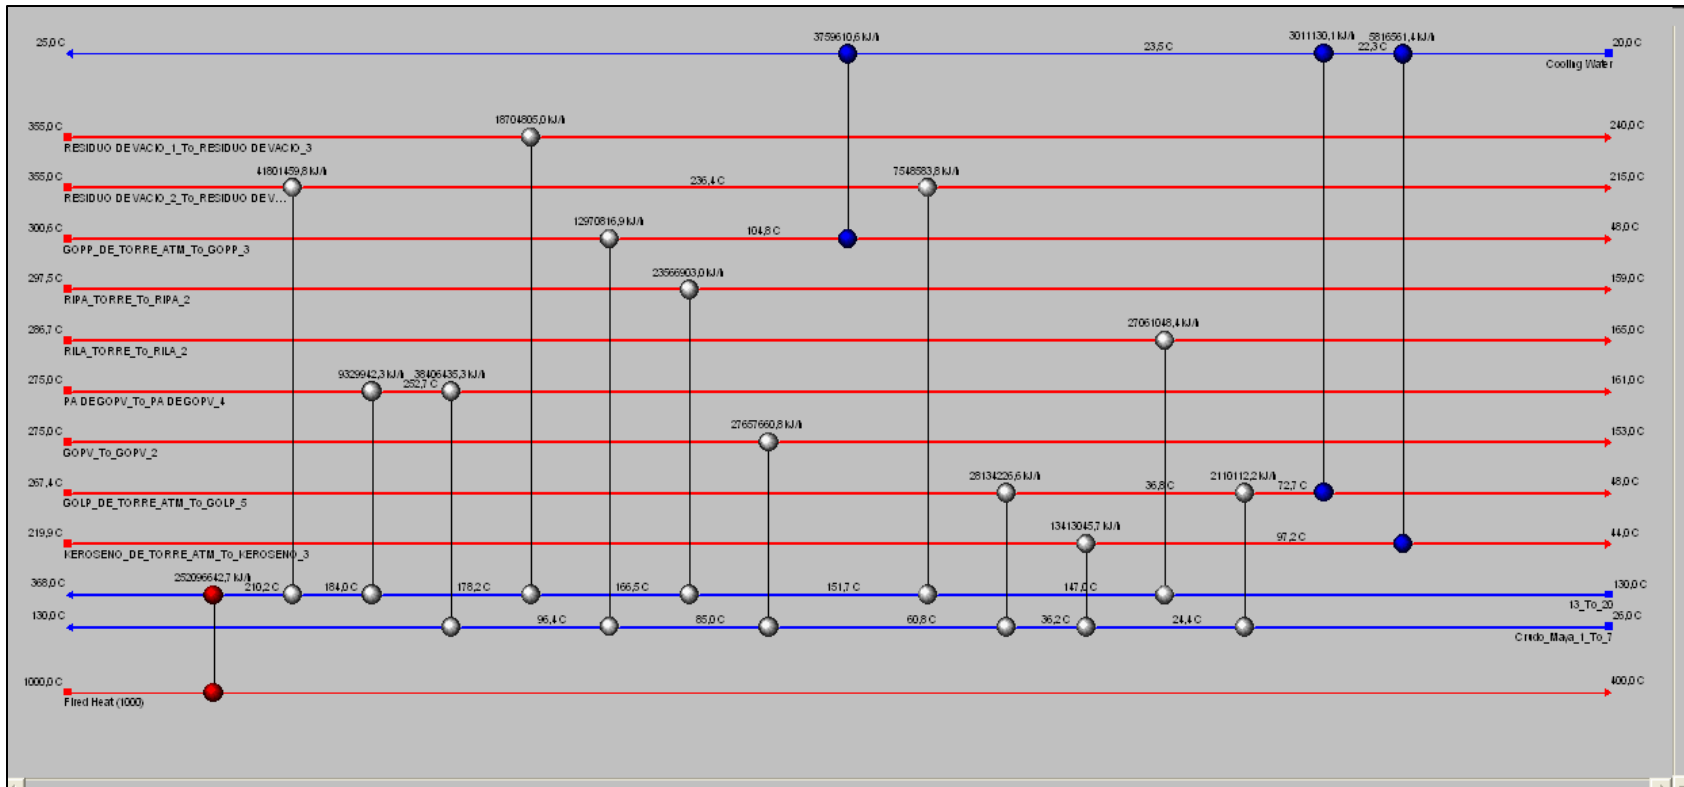 3759610,6 kJ/h
3011130,1 kJ/h
5816561,4 kJ/h
25,0 C
23,5 C
22,3 C
20,0 C
Cooling Water
18704805,0 kJ/h
355,0 C
240,0 C
RESIDUO DE VACIO_1_To_RESIDUO DE VACIO_3
41801459,8 kJ/h
7548583,8 kJ/h
355,0 C
236,4 C
215,0 C
RESIDUO DE VACIO_2_To_RESIDUO DE V...
12970816,9 kJ/h
300,6 C
104,8 C
48,0 C
GOPP_DE_TORRE_ATM_To_GOPP_3
23566903,0 kJ/h
297,5 C
159,0 C
RIPA_TORRE_To_RIPA_2
27061048,4 kJ/h
286,7 C
165,0 C
RILA_TORRE_To_RILA_2
9329942,3 kJ/h
38406435,3 kJ/h
275,0 C
252,7 C
161,0 C
PA DE GOPV_To_PA DE GOPV_4
27657660,8 kJ/h
275,0 C
153,0 C
GOPV_To_GOPV_2
28134226,6 kJ/h
2110112,2 kJ/h
267,4 C
36,8 C
72,7 C
48,0 C
GOLP_DE_TORRE_ATM_To_GOLP_5
13413045,7 kJ/h
219,9 C
97,2 C
44,0 C
KEROSENO_DE_TORRE_ATM_To_KEROSENO_3
252096642,7 kJ/h
368,0 C
210,2 C
184,0 C
178,2 C
166,5 C
151,7 C
147,0 C
130,0 C
13_To_20
130,0 C
96,4 C
85,0 C
60,8 C
36,2 C
24,4 C
26,0 C
Crudo_Maya_1_To_7
1000,0 C
400,0 C
Fired Heat (1000)